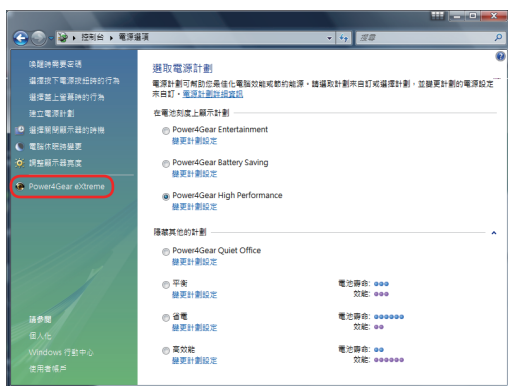 控制台 ▸ 電源選項
搜尋
喚醒時需要密碼
選擇按下電源按鈕時的行為
選擇蓋上螢幕時的行為
建立電源計劃
選擇關閉顯示器的時機
電腦休眠時變更
調整顯示器亮度
Power4Gear eXtreme
請參閱
個人化
Windows 行動中心
使用者帳戶
選取電源計劃
電源計劃可幫助您最佳化電腦效能或節約能源。請選取計劃來自訂或選擇計劃，並變更計劃的電源設定
來自訂。電源計劃詳細資訊
在電池刻度上顯示計劃
Power4Gear Entertainment
變更計劃設定
Power4Gear Battery Saving
變更計劃設定
Power4Gear High Performance
變更計劃設定
隱藏其他的計劃
Power4Gear Quiet Office
變更計劃設定
平衡
電池壽命:
變更計劃設定
效能:
省電
電池壽命:
變更計劃設定
效能:
高效能
電池壽命:
變更計劃設定
效能: